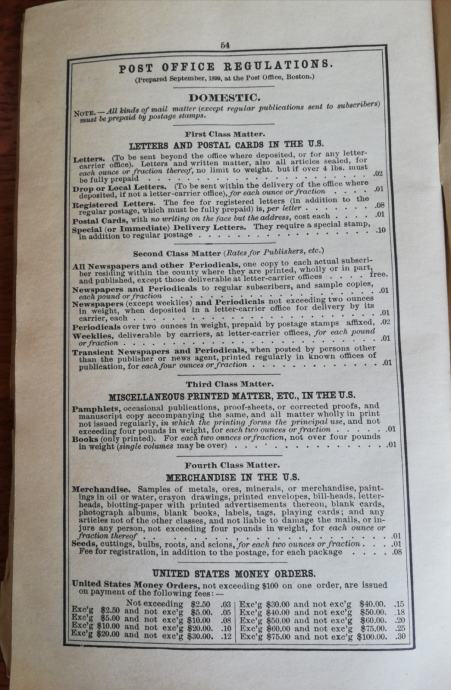 54
POST OFFICE REGULATIONS.
(Prepared September, 1899, at the Post Office, Boston.)
DOMESTIC.
NOTE.—All kinds of mail matter (except regular publications sent to subscribers)
must be prepaid by postage stamps.
First Class Matter.
LETTERS AND POSTAL CARDS IN THE U.S.
Letters. (To be sent beyond the office where deposited, or for any letter-
carrier office). Letters and written matter, also all articles sealed, for
each ounce or fraction thereof, no limit to weight, but if over 4 lbs. must
be fully prepaid . . . . . .02
Drop or Local Letters. (To be sent within the delivery of the office where
deposited, if not a letter-carrier office), for each ounce or fraction . . .01
Registered Letters. The fee for registered letters (in addition to the
regular postage, which must be fully prepaid) is, per letter . . . .08
Postal Cards, with no writing on the face but the address, cost each . . .01
Special (or Immediate) Delivery Letters. They require a special stamp,
in addition to regular postage . . . . . .10
Second Class Matter (Rates for Publishers, etc.)
All Newspapers and other Periodicals, one copy to each actual subscri-
ber residing within the county where they are printed, wholly or in part,
and published, except those deliverable at letter-carrier offices . . . free.
Newspapers and Periodicals to regular subscribers, and sample copies,
each pound or fraction . . . . . .01
Newspapers (except weeklies) and Periodicals not exceeding two ounces
in weight, when deposited in a letter-carrier office for delivery by its
carrier, each . . . . . .01
Periodicals over two ounces in weight, prepaid by postage stamps affixed, .02
Weeklies, deliverable by carriers, at letter-carrier offices, for each pound
or fraction . . . . . .01
Transient Newspapers and Periodicals, when posted by persons other
than the publisher or news agent, printed regularly in known offices of
publication, for each four ounces or fraction . . . . . .01
Third Class Matter.
MISCELLANEOUS PRINTED MATTER, ETC., IN THE U.S.
Pamphlets, occasional publications, proof-sheets, or corrected proofs, and
manuscript copy accompanying the same, and all matter wholly in print
not issued regularly, in which the printing forms the principal use, and not
exceeding four pounds in weight, for each two ounces or fraction . . . .01
Books (only printed). For each two ounces or fraction, not over four pounds
in weight (single volumes may be over) . . . . . .01
Fourth Class Matter.
MERCHANDISE IN THE U.S.
Merchandise. Samples of metals, ores, minerals, or merchandise, paint-
ings in oil or water, crayon drawings, printed envelopes, bill-heads, letter-
heads, blotting-paper with printed advertisements thereon, blank cards,
photograph albums, blank books, labels, tags, playing cards; and any
articles not of the other classes, and not liable to damage the mails, or in-
jure any person, not exceeding four pounds in weight, for each ounce or
fraction thereof . . . . . .01
Seeds, cuttings, bulbs, roots, and scions, for each two ounces or fraction . . .01
Fee for registration, in addition to the postage, for each package . . . .08
UNITED STATES MONEY ORDERS.
United States Money Orders, not exceeding $100 on one order, are issued
on payment of the following fees:—
Not exceeding $2.50 .03 | Exc'g $30.00 and not exc'g $40.00. .15
Exc'g $2.50 and not exc'g $5.00. .05 | Exc'g $40.00 and not exc'g $50.00. .18
Exc'g $5.00 and not exc'g $10.00 .08 | Exc'g $50.00 and not exc'g $60.00. .20
Exc'g $10.00 and not exc'g $20.00. .10 | Exc'g $60.00 and not exc'g $75.00. .25
Exc'g $20.00 and not exc'g $30.00. .12 | Exc'g $75.00 and not exc'g $100.00. .30